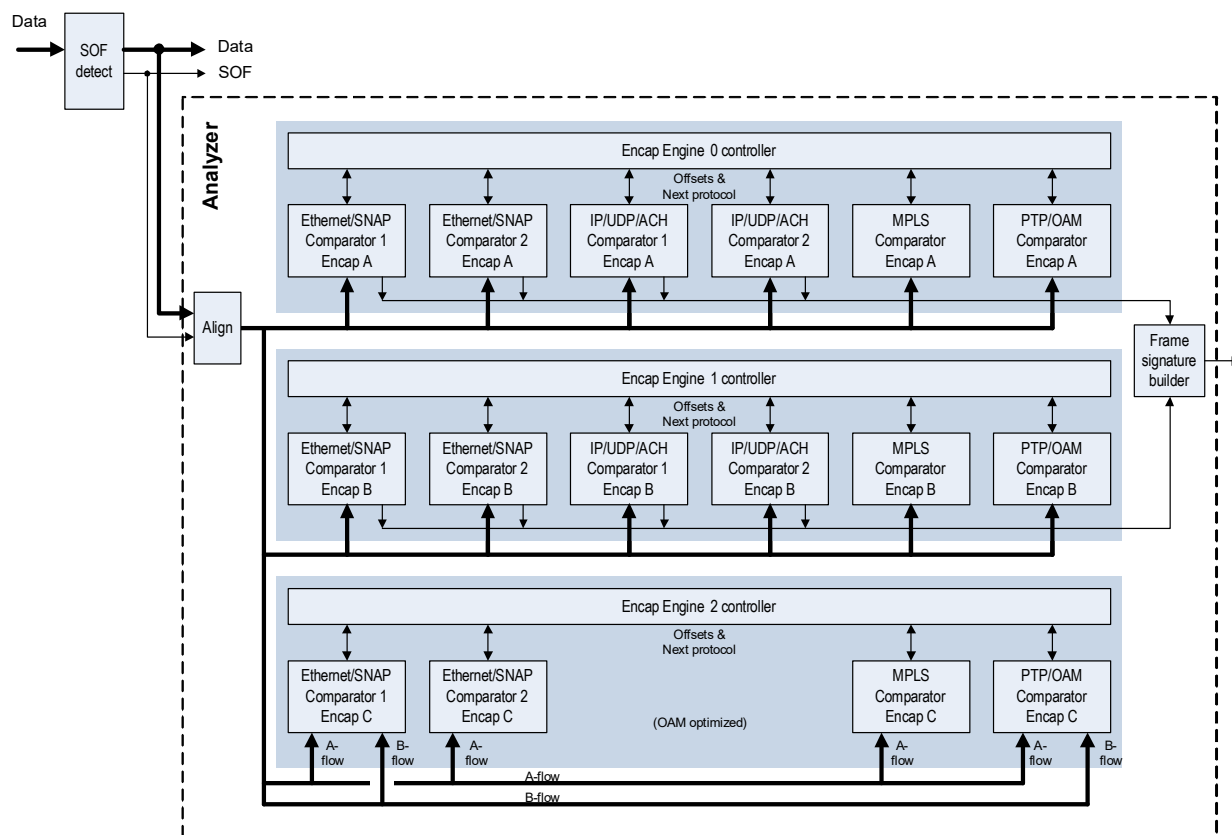 Data
SOF
detect
Data
SOF
Analyzer
Encap Engine 0 controller
Offsets &
Next protocol
Ethernet/SNAP
Comparator 1
Encap A
Ethernet/SNAP
Comparator 2
Encap A
IP/UDP/ACH
Comparator 1
Encap A
IP/UDP/ACH
Comparator 2
Encap A
MPLS
Comparator
Encap A
PTP/OAM
Comparator
Encap A
Align
Frame
signature
builder
Encap Engine 1 controller
Offsets &
Next protocol
Ethernet/SNAP
Comparator 1
Encap B
Ethernet/SNAP
Comparator 2
Encap B
IP/UDP/ACH
Comparator 1
Encap B
IP/UDP/ACH
Comparator 2
Encap B
MPLS
Comparator
Encap B
PTP/OAM
Comparator
Encap B
Encap Engine 2 controller
Offsets &
Next protocol
Ethernet/SNAP
Comparator 1
Encap C
Ethernet/SNAP
Comparator 2
Encap C
(OAM optimized)
MPLS
Comparator
Encap C
PTP/OAM
Comparator
Encap C
A-
flow
B-
flow
A-
flow
A-
flow
A-
flow
B-
flow
A-flow
B-flow